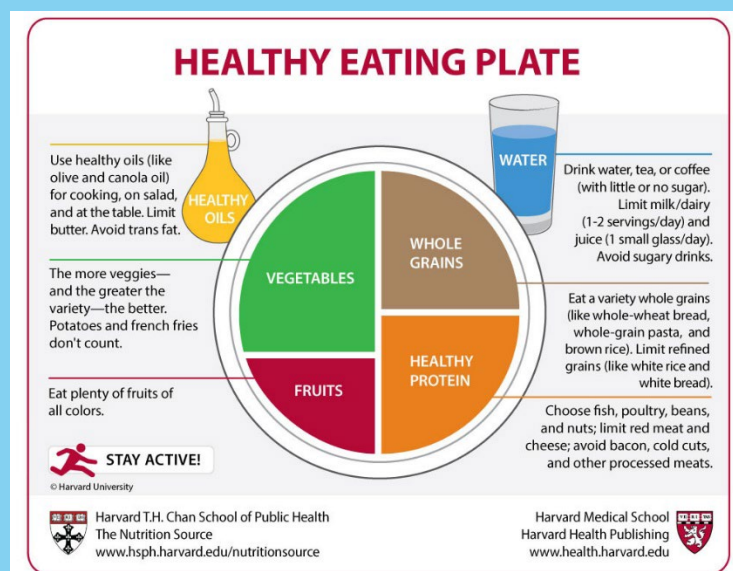 HEALTHY EATING PLATE
Use healthy oils (like
olive and canola oil)
for cooking, on salad,
and at the table. Limit
butter. Avoid trans fat.
HEALTHY
OILS
WATER
Drink water, tea, or coffee
(with little or no sugar).
Limit milk/dairy
(1-2 servings/day) and
juice (1 small glass/day).
Avoid sugary drinks.
The more veggies—
and the greater the
variety—the better.
Potatoes and french fries
don't count.
VEGETABLES
WHOLE
GRAINS
Eat a variety whole grains
(like whole-wheat bread,
whole-grain pasta, and
brown rice). Limit refined
grains (like white rice and
white bread).
Eat plenty of fruits of
all colors.
FRUITS
HEALTHY
PROTEIN
Choose fish, poultry, beans,
and nuts; limit red meat and
cheese; avoid bacon, cold cuts,
and other processed meats.
STAY ACTIVE!
© Harvard University
Harvard T.H. Chan School of Public Health
The Nutrition Source
www.hsph.harvard.edu/nutritionsource
Harvard Medical School
Harvard Health Publishing
www.health.harvard.edu